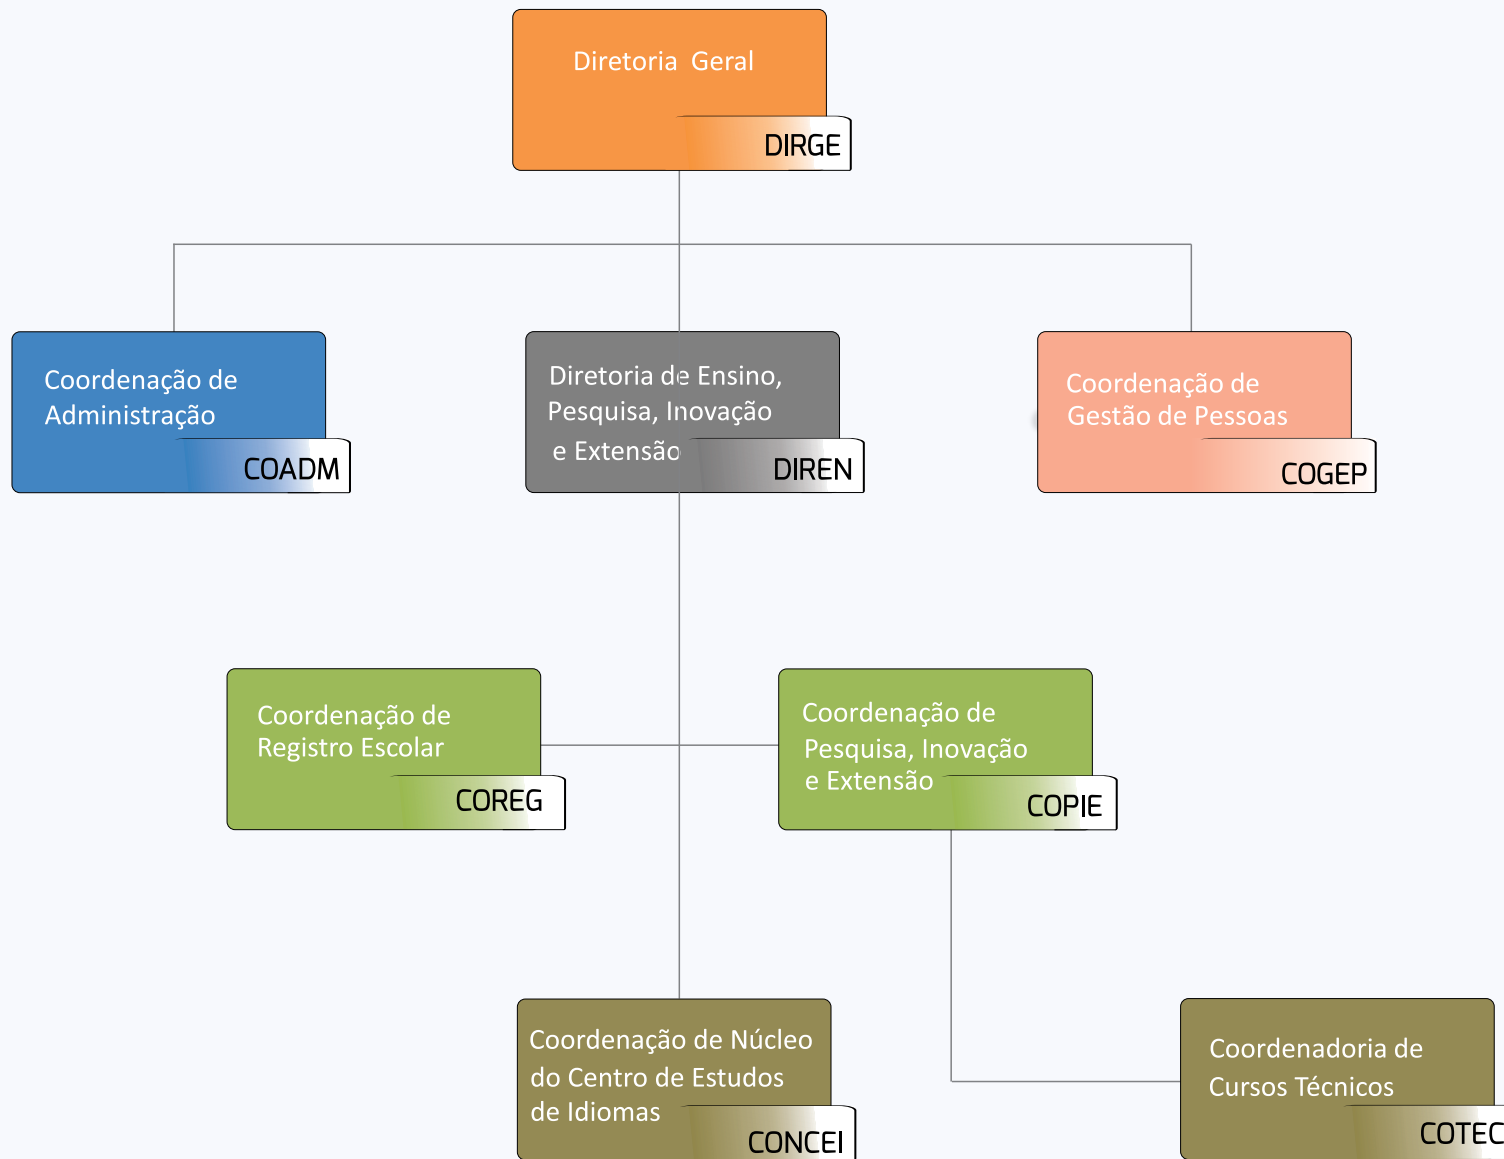 Diretoria Geral
DIRGE
Coordenação de
Administração
COADM
Diretoria de Ensino,
Pesquisa, Inovação
e Extensão
DIREN
Coordenação de
Gestão de Pessoas
COGEP
Coordenação de
Registro Escolar
COREG
Coordenação de
Pesquisa, Inovação
e Extensão
COPIE
Coordenação de Núcleo
do Centro de Estudos
de Idiomas
CONCEI
Coordenadoria de
Cursos Técnicos
COTEC